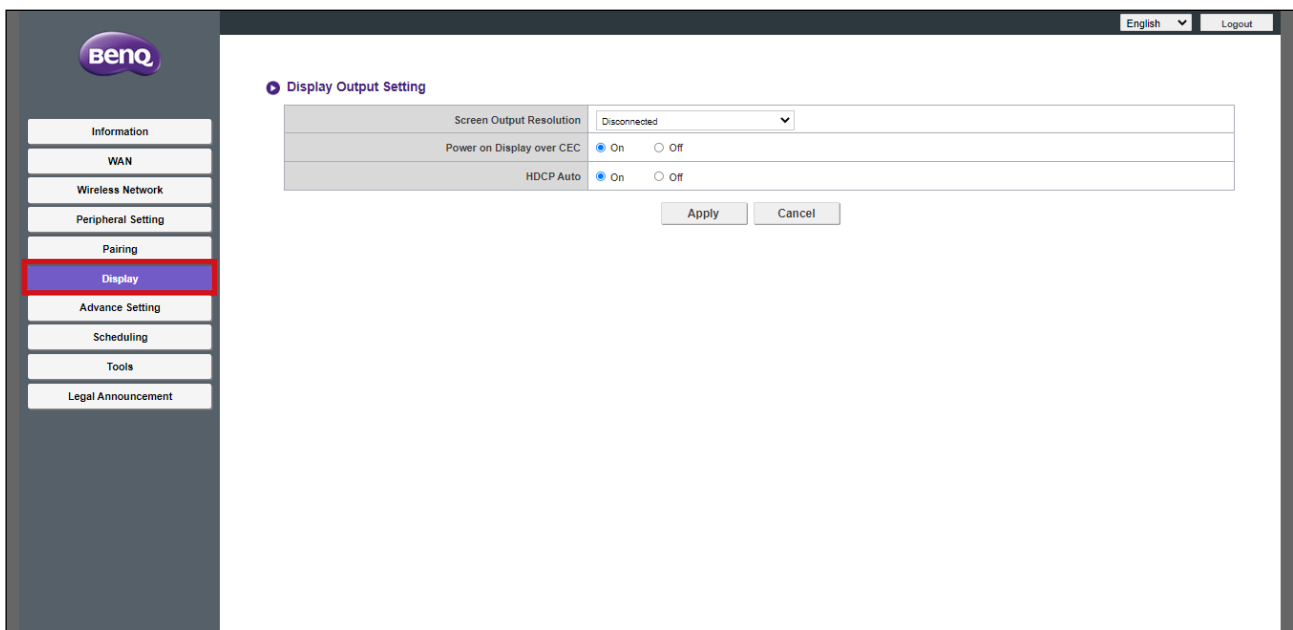 English Logout
BenQ
Display Output Setting
Screen Output Resolution Disconnected
Power on Display over CEC On Off
HDCP Auto On Off
Apply Cancel
Information
WAN
Wireless Network
Peripheral Setting
Pairing
Display
Advance Setting
Scheduling
Tools
Legal Announcement